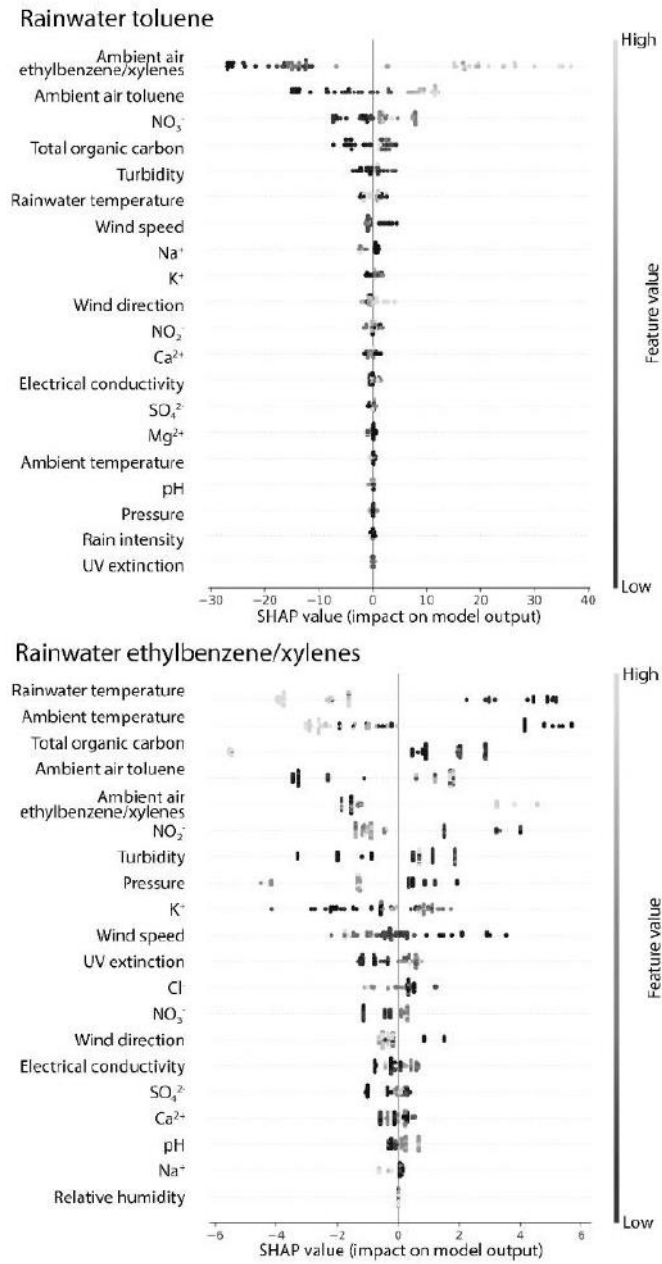 Rainwater toluene
High
Ambient air
ethylbenzene/xylenes
Ambient air toluene
NO₃⁻
Total organic carbon
Turbidity
Rainwater temperature
Wind speed
Na⁺
K⁺
Wind direction
NO₂⁻
Ca²⁺
Electrical conductivity
SO₄²⁻
Mg²⁺
Ambient temperature
pH
Pressure
Rain intensity
UV extinction
Feature value
Low
−30 −20 −10 0 10 20 30 40
SHAP value (impact on model output)
Rainwater ethylbenzene/xylenes
High
Rainwater temperature
Ambient temperature
Total organic carbon
Ambient air toluene
Ambient air
ethylbenzene/xylenes
NO₂⁻
Turbidity
Pressure
K⁺
Wind speed
UV extinction
Cl⁻
NO₃⁻
Wind direction
Electrical conductivity
SO₄²⁻
Ca²⁺
pH
Na⁺
Relative humidity
Feature value
Low
−6 −4 −2 0 2 4 6
SHAP value (impact on model output)